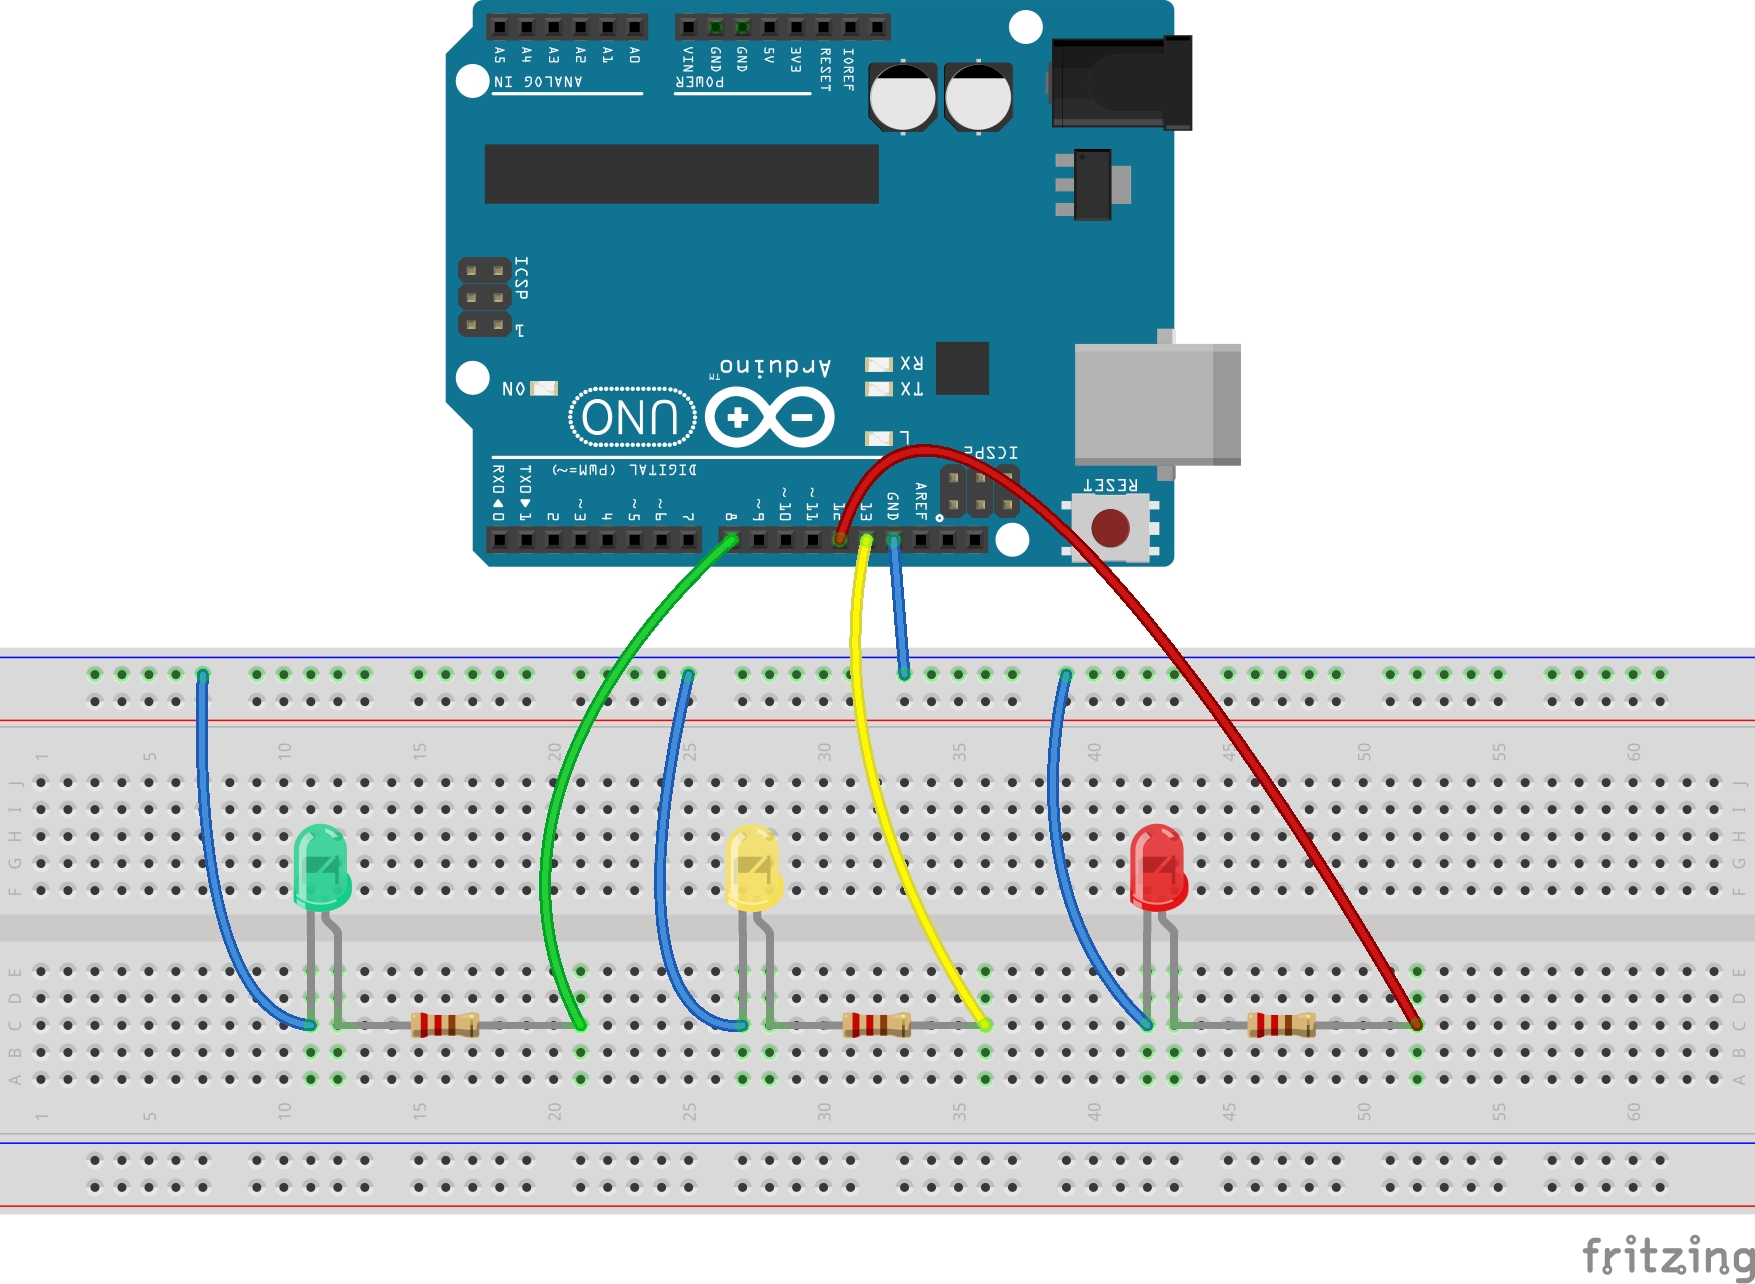 A5 A4 A3 A2 A1 A0
VIN GND GND 5V 3V3 RESET IOREF
ANALOG IN
POWER
ICSP
1
Arduino™
RX
TX
ON
UNO
L
ICSP2
DIGITAL (PWM=~)
RESET
RX0◀0 TX0▶1 2 ~3 4 ~5 ~6 7 8 ~9 ~10 ~11 12 13 GND AREF
1 5 10 15 20 25 30 35 40 45 50 55 60
J J
I I
H H
G G
F F
E E
D D
C C
B B
A A
1 5 10 15 20 25 30 35 40 45 50 55 60
fritzing